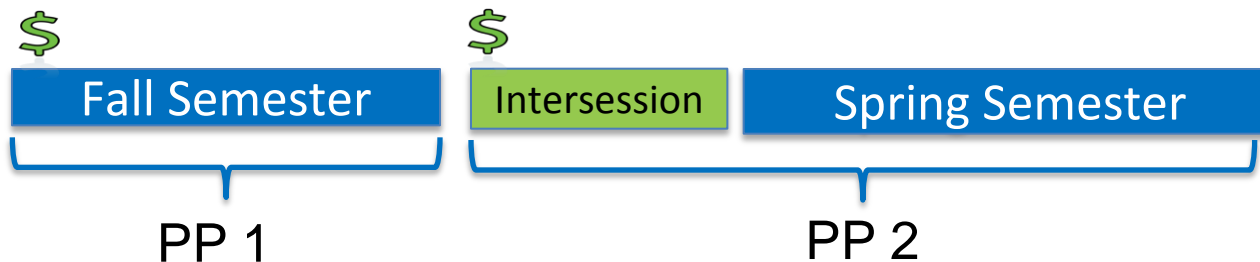 $ $
Fall Semester Intersession Spring Semester
PP 1 PP 2